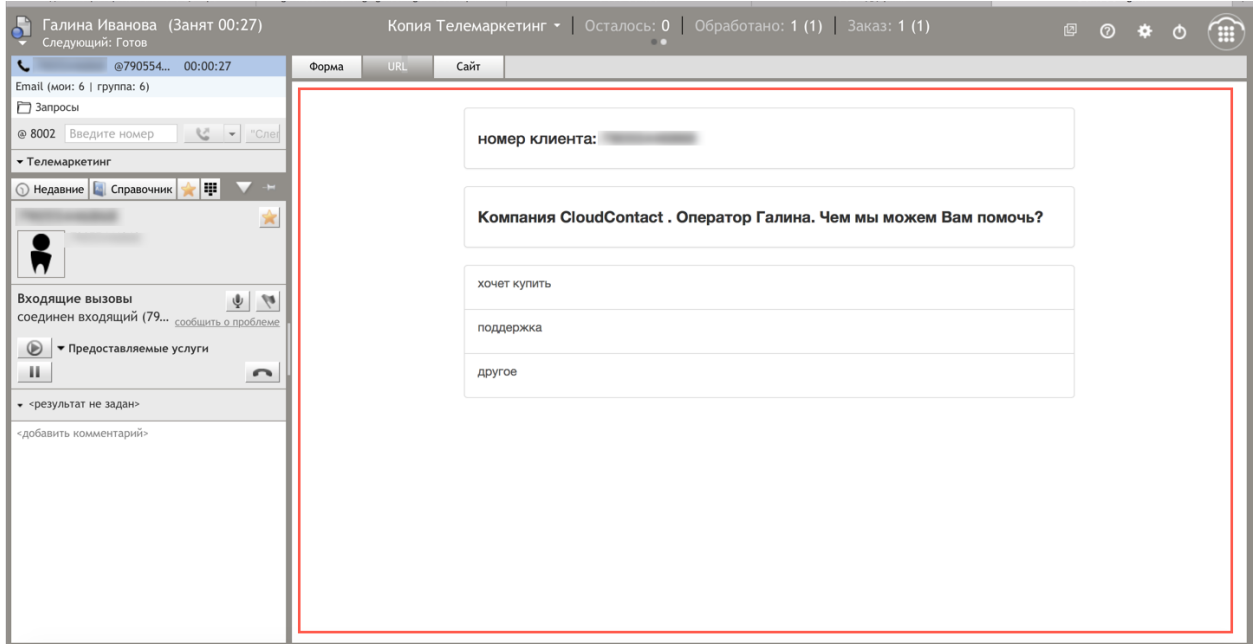 Галина Иванова (Занят 00:27)
Следующий: Готов
Копия Телемаркетинг
Осталось: 0
Обработано: 1 (1)
Заказ: 1 (1)
@790554... 00:00:27
Email (мои: 6 | группа: 6)
Запросы
@ 8002 Введите номер
▾ Телемаркетинг
Недавние Справочник
Входящие вызовы
соединен входящий (79... сообщить о проблеме
▾ Предоставляемые услуги
▾ <результат не задан>
<добавить комментарий>
Форма URL Сайт
номер клиента:
Компания CloudContact . Оператор Галина. Чем мы можем Вам помочь?
хочет купить
поддержка
другое